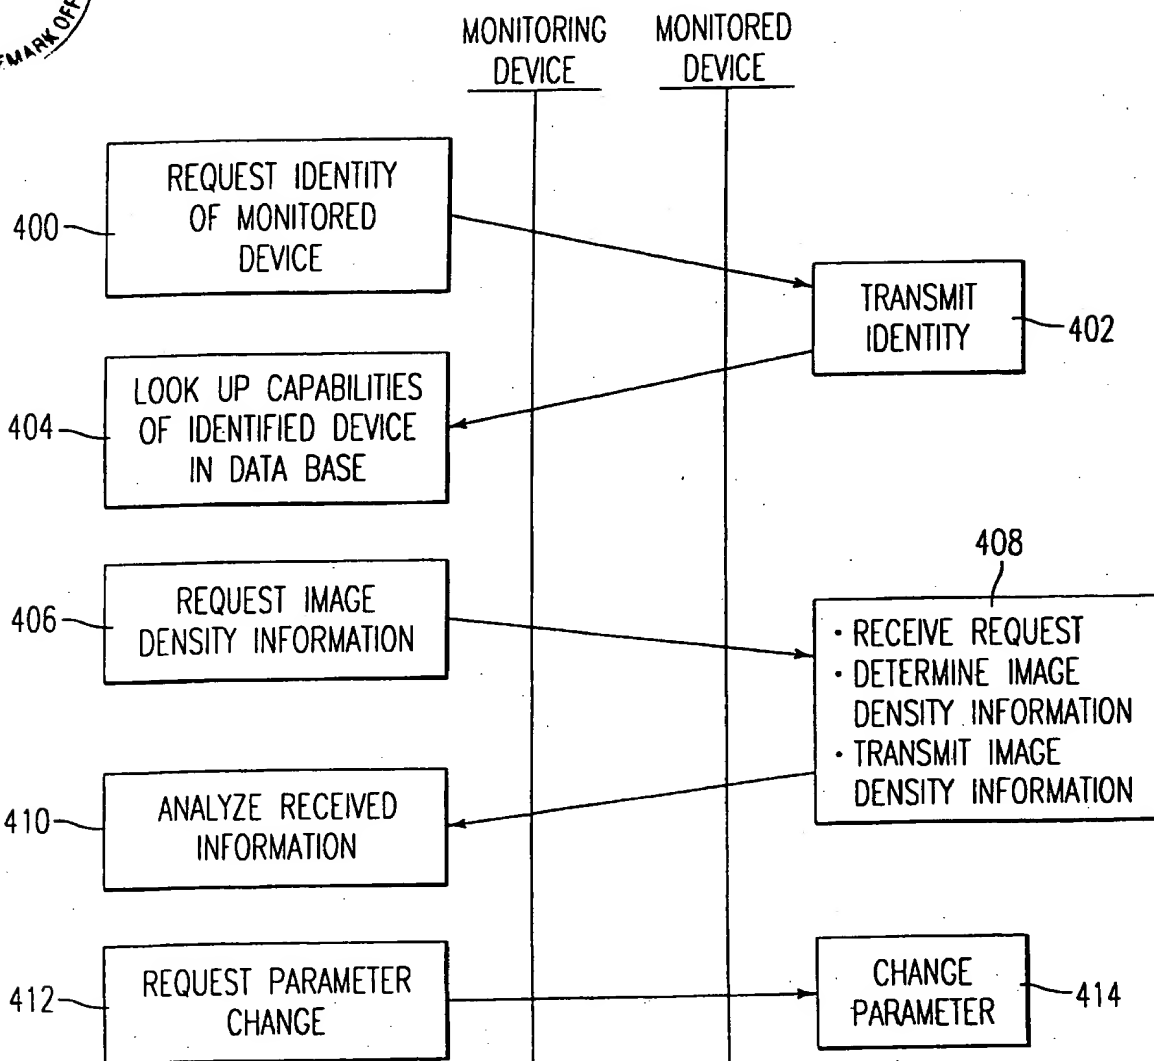 MONITORING
DEVICE
MONITORED
DEVICE
400
REQUEST IDENTITY
OF MONITORED
DEVICE
TRANSMIT
IDENTITY
402
404
LOOK UP CAPABILITIES
OF IDENTIFIED DEVICE
IN DATA BASE
406
REQUEST IMAGE
DENSITY INFORMATION
408
· RECEIVE REQUEST
· DETERMINE IMAGE
DENSITY INFORMATION
· TRANSMIT IMAGE
DENSITY INFORMATION
410
ANALYZE RECEIVED
INFORMATION
412
REQUEST PARAMETER
CHANGE
CHANGE
PARAMETER
414